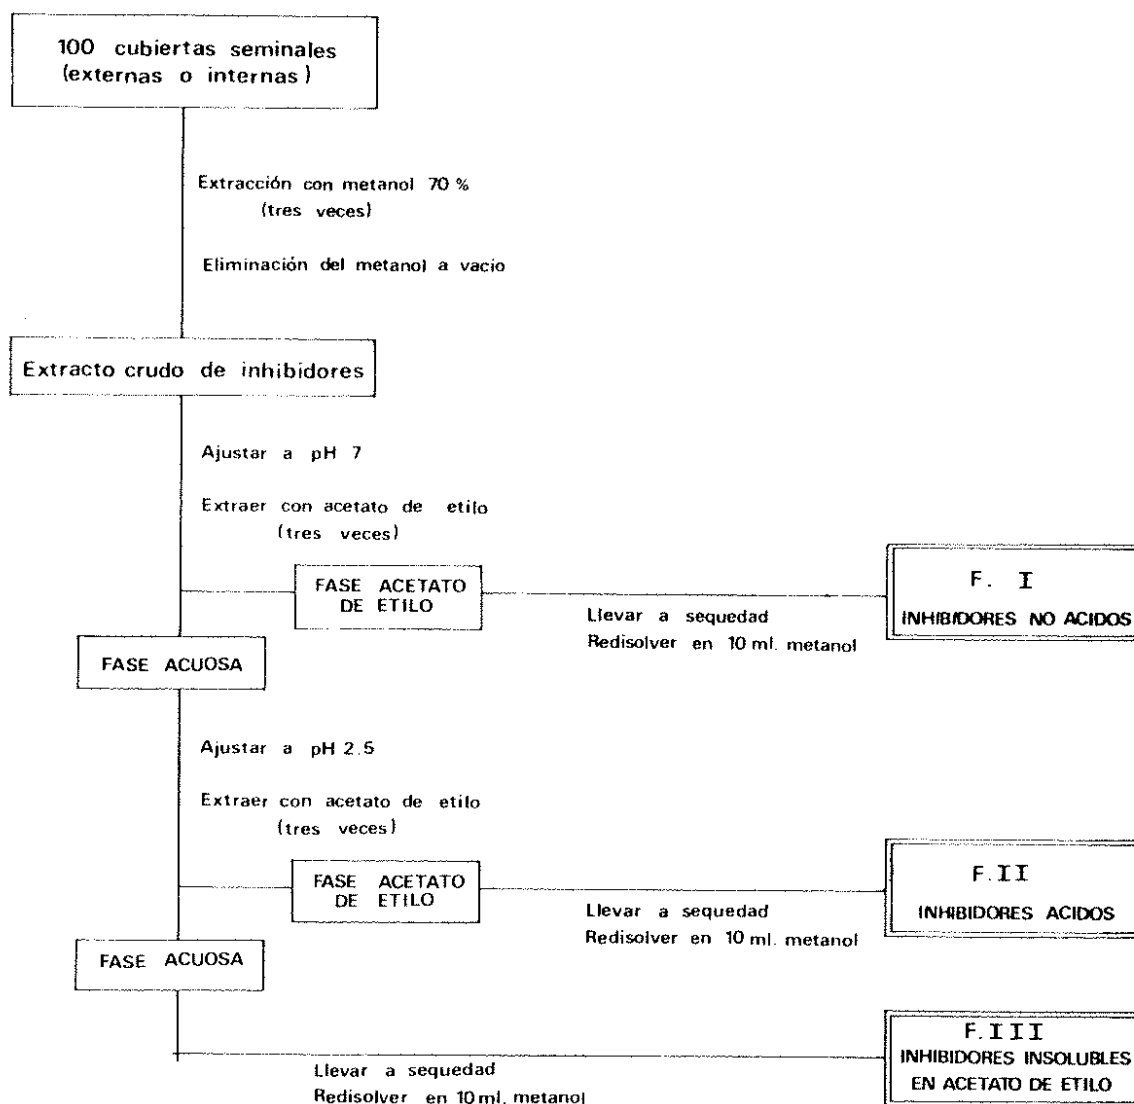 100 cubiertas seminales
(externas o internas)
Extracción con metanol 70 %
(tres veces)
Eliminación del metanol a vacio
Extracto crudo de inhibidores
Ajustar a pH 7
Extraer con acetato de etilo
(tres veces)
FASE ACETATO
DE ETILO
Llevar a sequedad
Redisolver en 10 ml. metanol
F. I
INHIBIDORES NO ACIDOS
FASE ACUOSA
Ajustar a pH 2.5
Extraer con acetato de etilo
(tres veces)
FASE ACETATO
DE ETILO
Llevar a sequedad
Redisolver en 10 ml. metanol
F. II
INHIBIDORES ACIDOS
FASE ACUOSA
Llevar a sequedad
Redisolver en 10 ml. metanol
F. III
INHIBIDORES INSOLUBLES
EN ACETATO DE ETILO